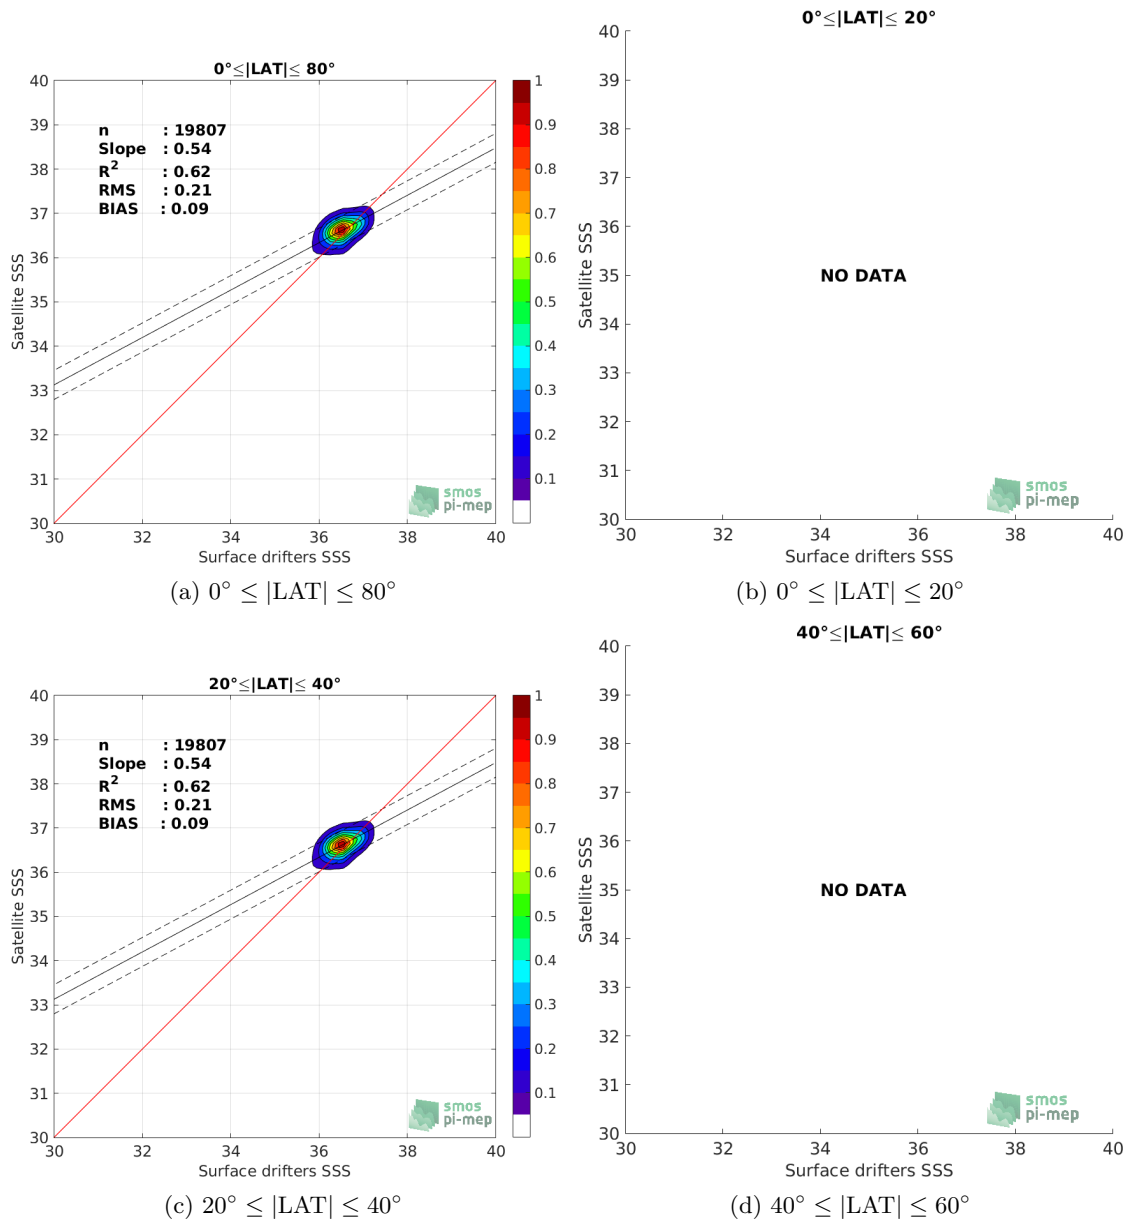 0°≤|LAT|≤ 80°
40
39
38
37
36
35
34
33
32
31
30
Satellite SSS
n : 19807
Slope : 0.54
R² : 0.62
RMS : 0.21
BIAS : 0.09
smos
pi-mep
30 32 34 36 38 40
Surface drifters SSS
1
0.9
0.8
0.7
0.6
0.5
0.4
0.3
0.2
0.1
(a) 0° ≤ |LAT| ≤ 80°
0°≤|LAT|≤ 20°
40
39
38
37
36
35
34
33
32
31
30
Satellite SSS
NO DATA
smos
pi-mep
30 32 34 36 38 40
Surface drifters SSS
(b) 0° ≤ |LAT| ≤ 20°
20°≤|LAT|≤ 40°
40
39
38
37
36
35
34
33
32
31
30
Satellite SSS
n : 19807
Slope : 0.54
R² : 0.62
RMS : 0.21
BIAS : 0.09
smos
pi-mep
30 32 34 36 38 40
Surface drifters SSS
1
0.9
0.8
0.7
0.6
0.5
0.4
0.3
0.2
0.1
(c) 20° ≤ |LAT| ≤ 40°
40°≤|LAT|≤ 60°
40
39
38
37
36
35
34
33
32
31
30
Satellite SSS
NO DATA
smos
pi-mep
30 32 34 36 38 40
Surface drifters SSS
(d) 40° ≤ |LAT| ≤ 60°